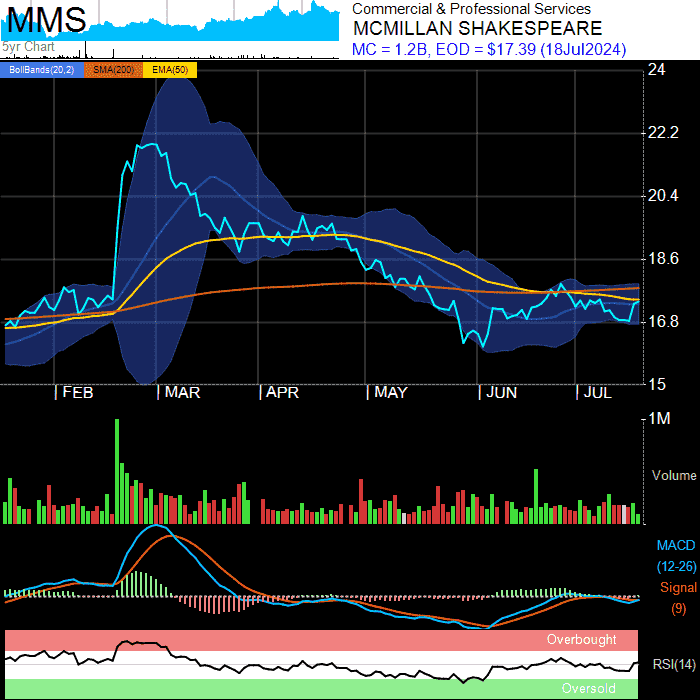 MMS
5yr Chart
Commercial & Professional Services
MCMILLAN SHAKESPEARE
MC = 1.2B, EOD = $17.39 (18Jul2024)
BollBands(20,2) SMA(200) EMA(50)
24
22.2
20.4
18.6
16.8
15
FEB MAR APR MAY JUN JUL
1M
Volume
MACD
(12-26)
Signal
(9)
Overbought
RSI(14)
Oversold